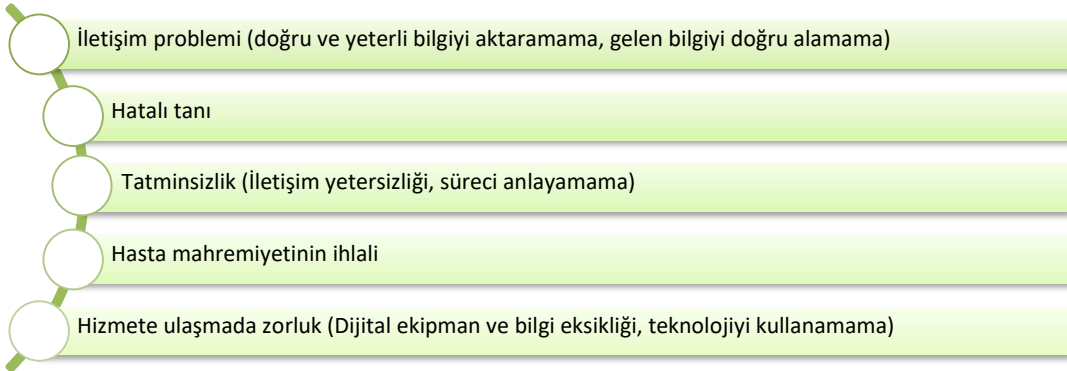 İletişim problemi (doğru ve yeterli bilgiyi aktaramama, gelen bilgiyi doğru alamama)
Hatalı tanı
Tatminsizlik (İletişim yetersizliği, süreci anlayamama)
Hasta mahremiyetinin ihlali
Hizmete ulaşmada zorluk (Dijital ekipman ve bilgi eksikliği, teknolojiyi kullanamama)